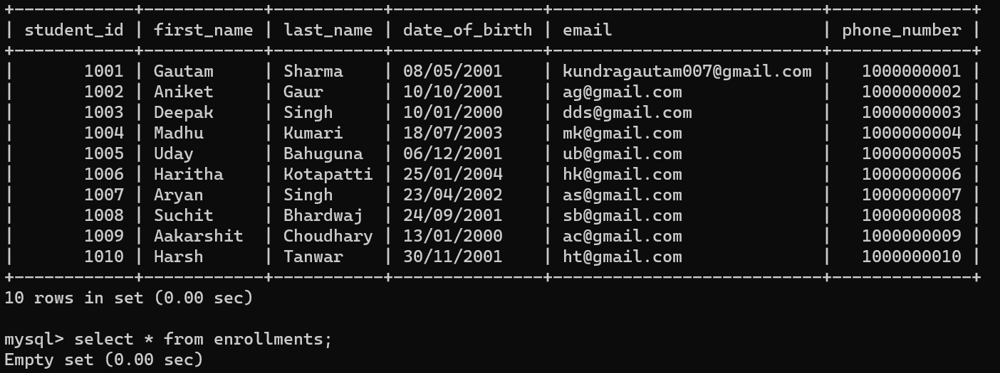 +------------+------------+-----------+---------------+---------------------------+--------------+
| student_id | first_name | last_name | date_of_birth | email                     | phone_number |
+------------+------------+-----------+---------------+---------------------------+--------------+
|       1001 | Gautam     | Sharma    | 08/05/2001    | kundragautam007@gmail.com |   1000000001 |
|       1002 | Aniket     | Gaur      | 10/10/2001    | ag@gmail.com              |   1000000002 |
|       1003 | Deepak     | Singh     | 10/01/2000    | dds@gmail.com             |   1000000003 |
|       1004 | Madhu      | Kumari    | 18/07/2003    | mk@gmail.com              |   1000000004 |
|       1005 | Uday       | Bahuguna  | 06/12/2001    | ub@gmail.com              |   1000000005 |
|       1006 | Haritha    | Kotapatti | 25/01/2004    | hk@gmail.com              |   1000000006 |
|       1007 | Aryan      | Singh     | 23/04/2002    | as@gmail.com              |   1000000007 |
|       1008 | Suchit     | Bhardwaj  | 24/09/2001    | sb@gmail.com              |   1000000008 |
|       1009 | Aakarshit  | Choudhary | 13/01/2000    | ac@gmail.com              |   1000000009 |
|       1010 | Harsh      | Tanwar    | 30/11/2001    | ht@gmail.com              |   1000000010 |
+------------+------------+-----------+---------------+---------------------------+--------------+
10 rows in set (0.00 sec)

mysql> select * from enrollments;
Empty set (0.00 sec)